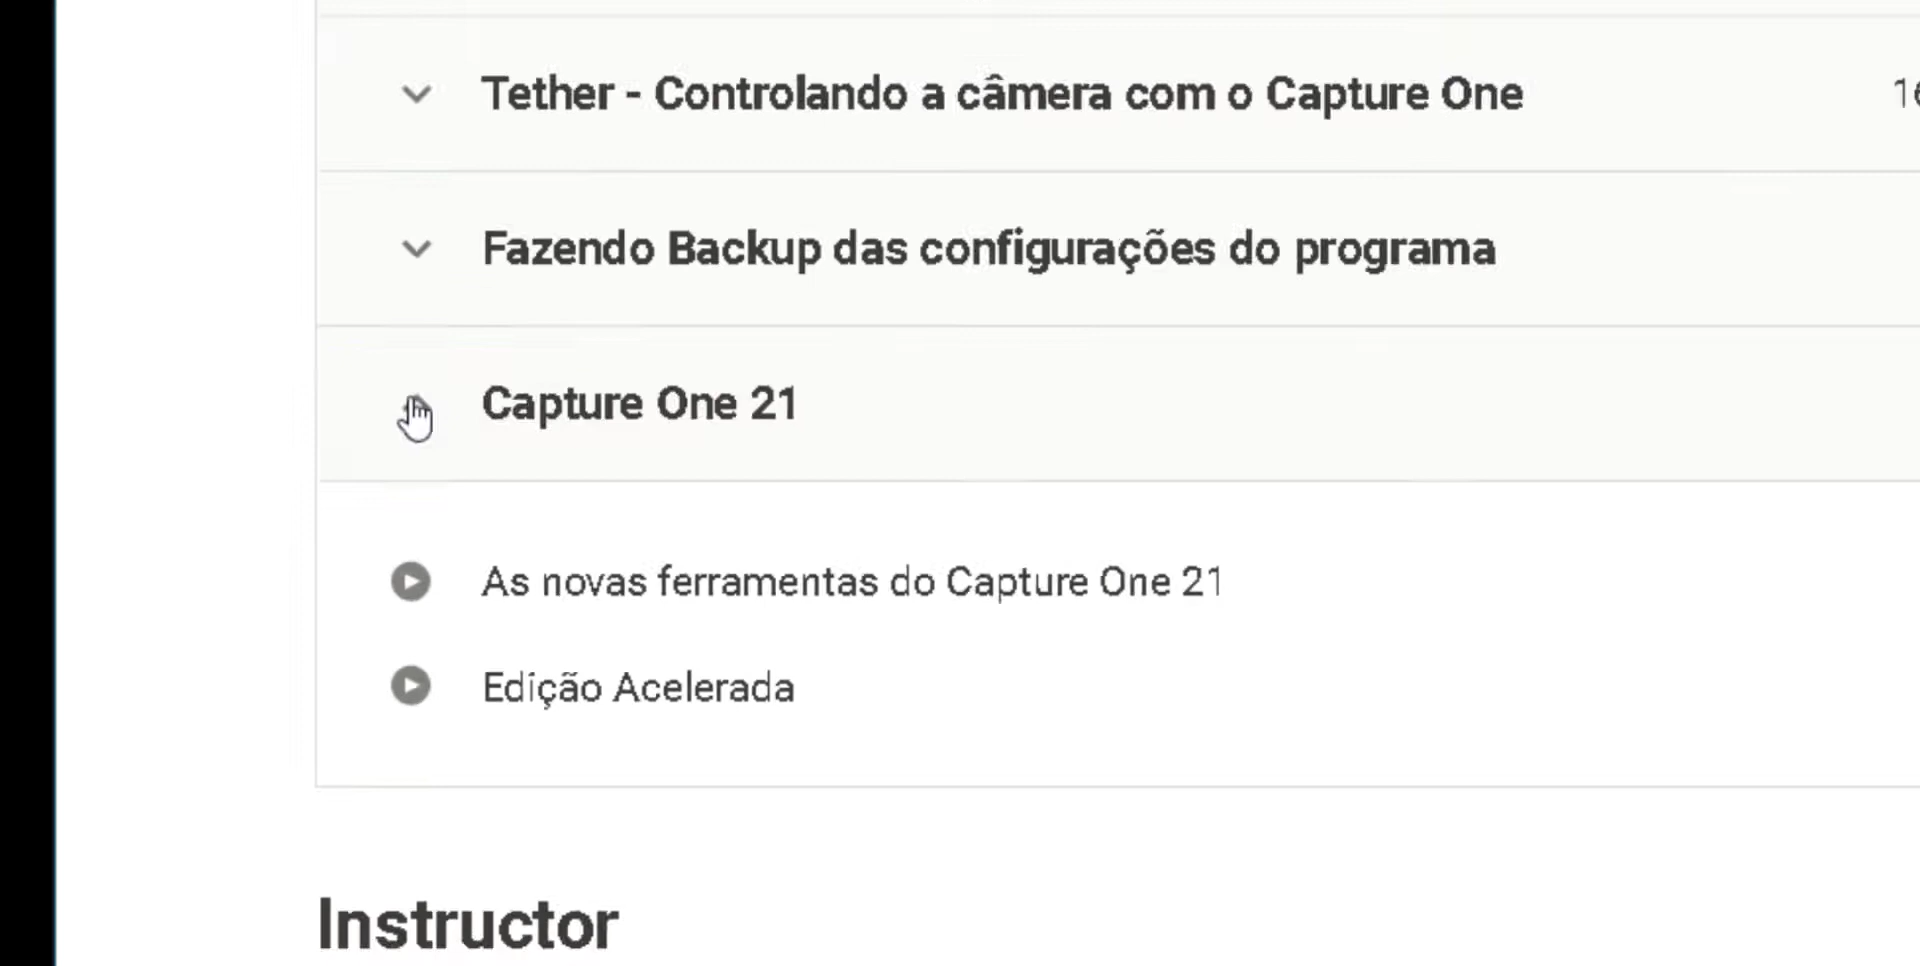 Tether - Controlando a câmera com o Capture One
Fazendo Backup das configurações do programa
Capture One 21
As novas ferramentas do Capture One 21
Edição Acelerada
Instructor